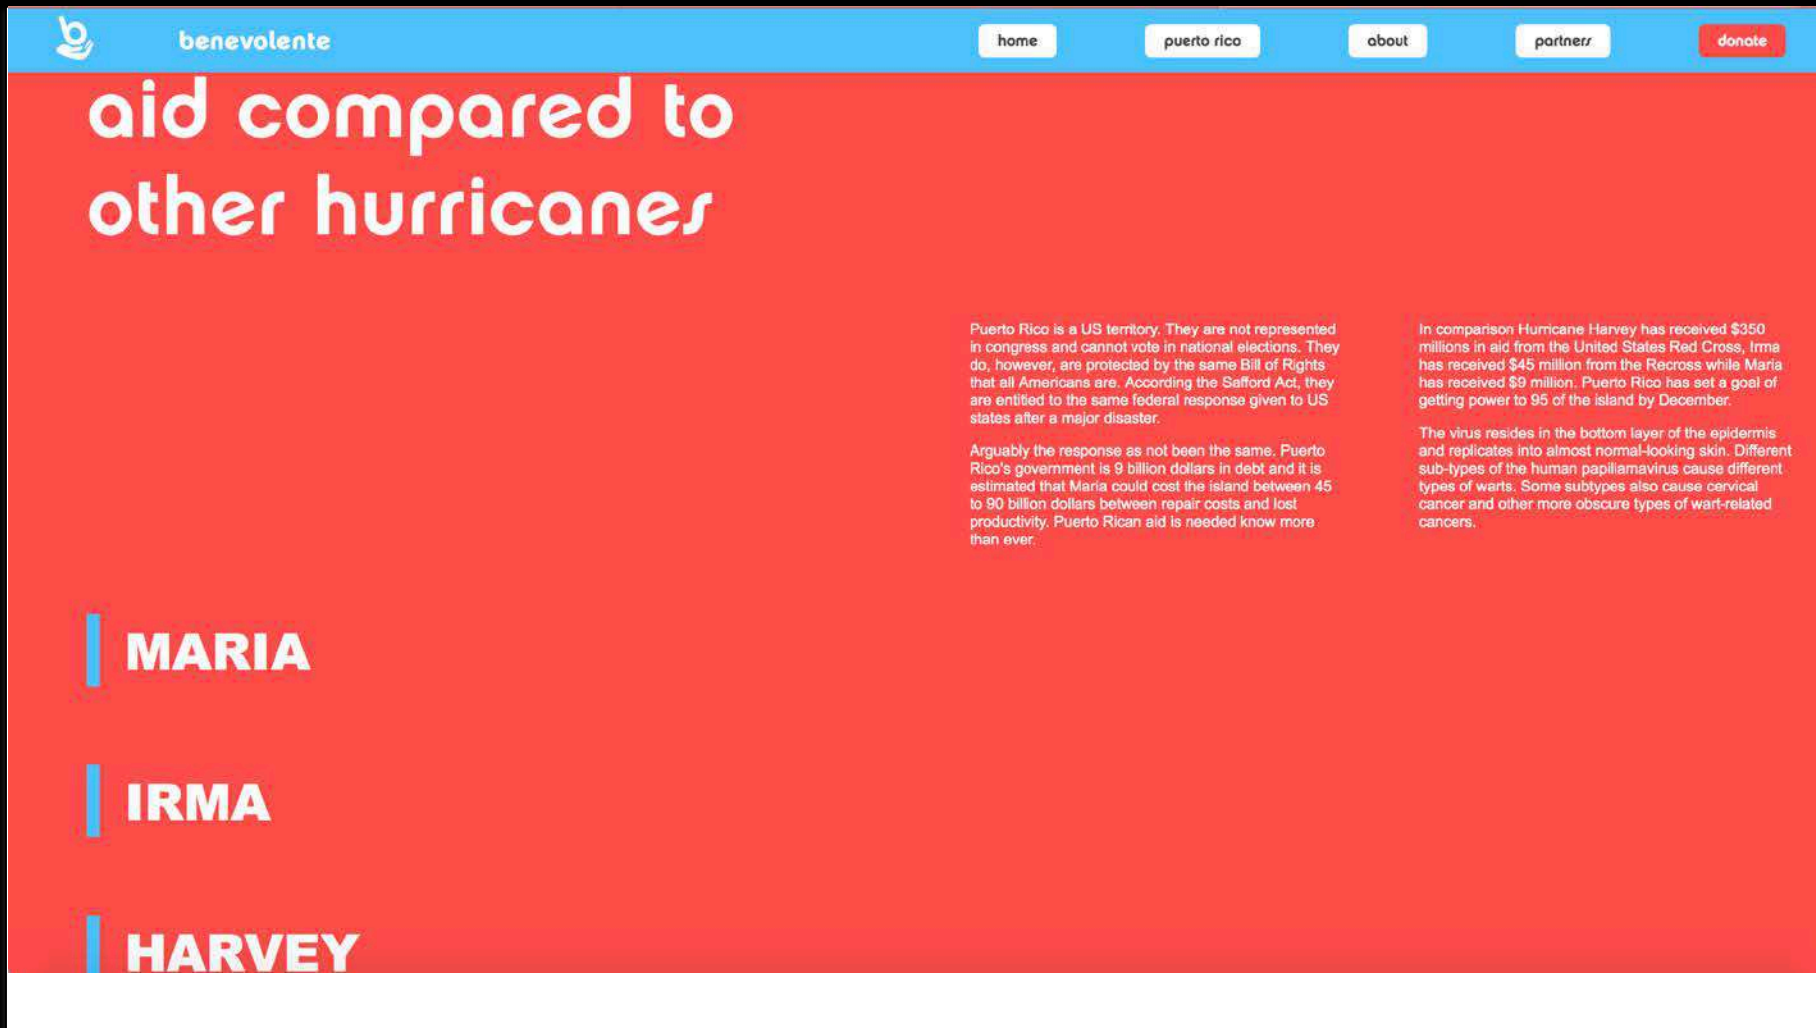 benevolente
home
puerto rico
about
partners
donate
aid compared to
other hurricanes
Puerto Rico is a US territory. They are not represented
in congress and cannot vote in national elections. They
do, however, are protected by the same Bill of Rights
that all Americans are. According the Safford Act, they
are entitled to the same federal response given to US
states after a major disaster.
Arguably the response as not been the same. Puerto
Rico's government is 9 billion dollars in debt and it is
estimated that Maria could cost the island between 45
to 90 billion dollars between repair costs and lost
productivity. Puerto Rican aid is needed know more
than ever.
In comparison Hurricane Harvey has received $350
millions in aid from the United States Red Cross, Irma
has received $45 million from the Recross while Maria
has received $9 million. Puerto Rico has set a goal of
getting power to 95 of the island by December.
The virus resides in the bottom layer of the epidermis
and replicates into almost normal-looking skin. Different
sub-types of the human papiliamavirus cause different
types of warts. Some subtypes also cause cervical
cancer and other more obscure types of wart-related
cancers.
MARIA
IRMA
HARVEY